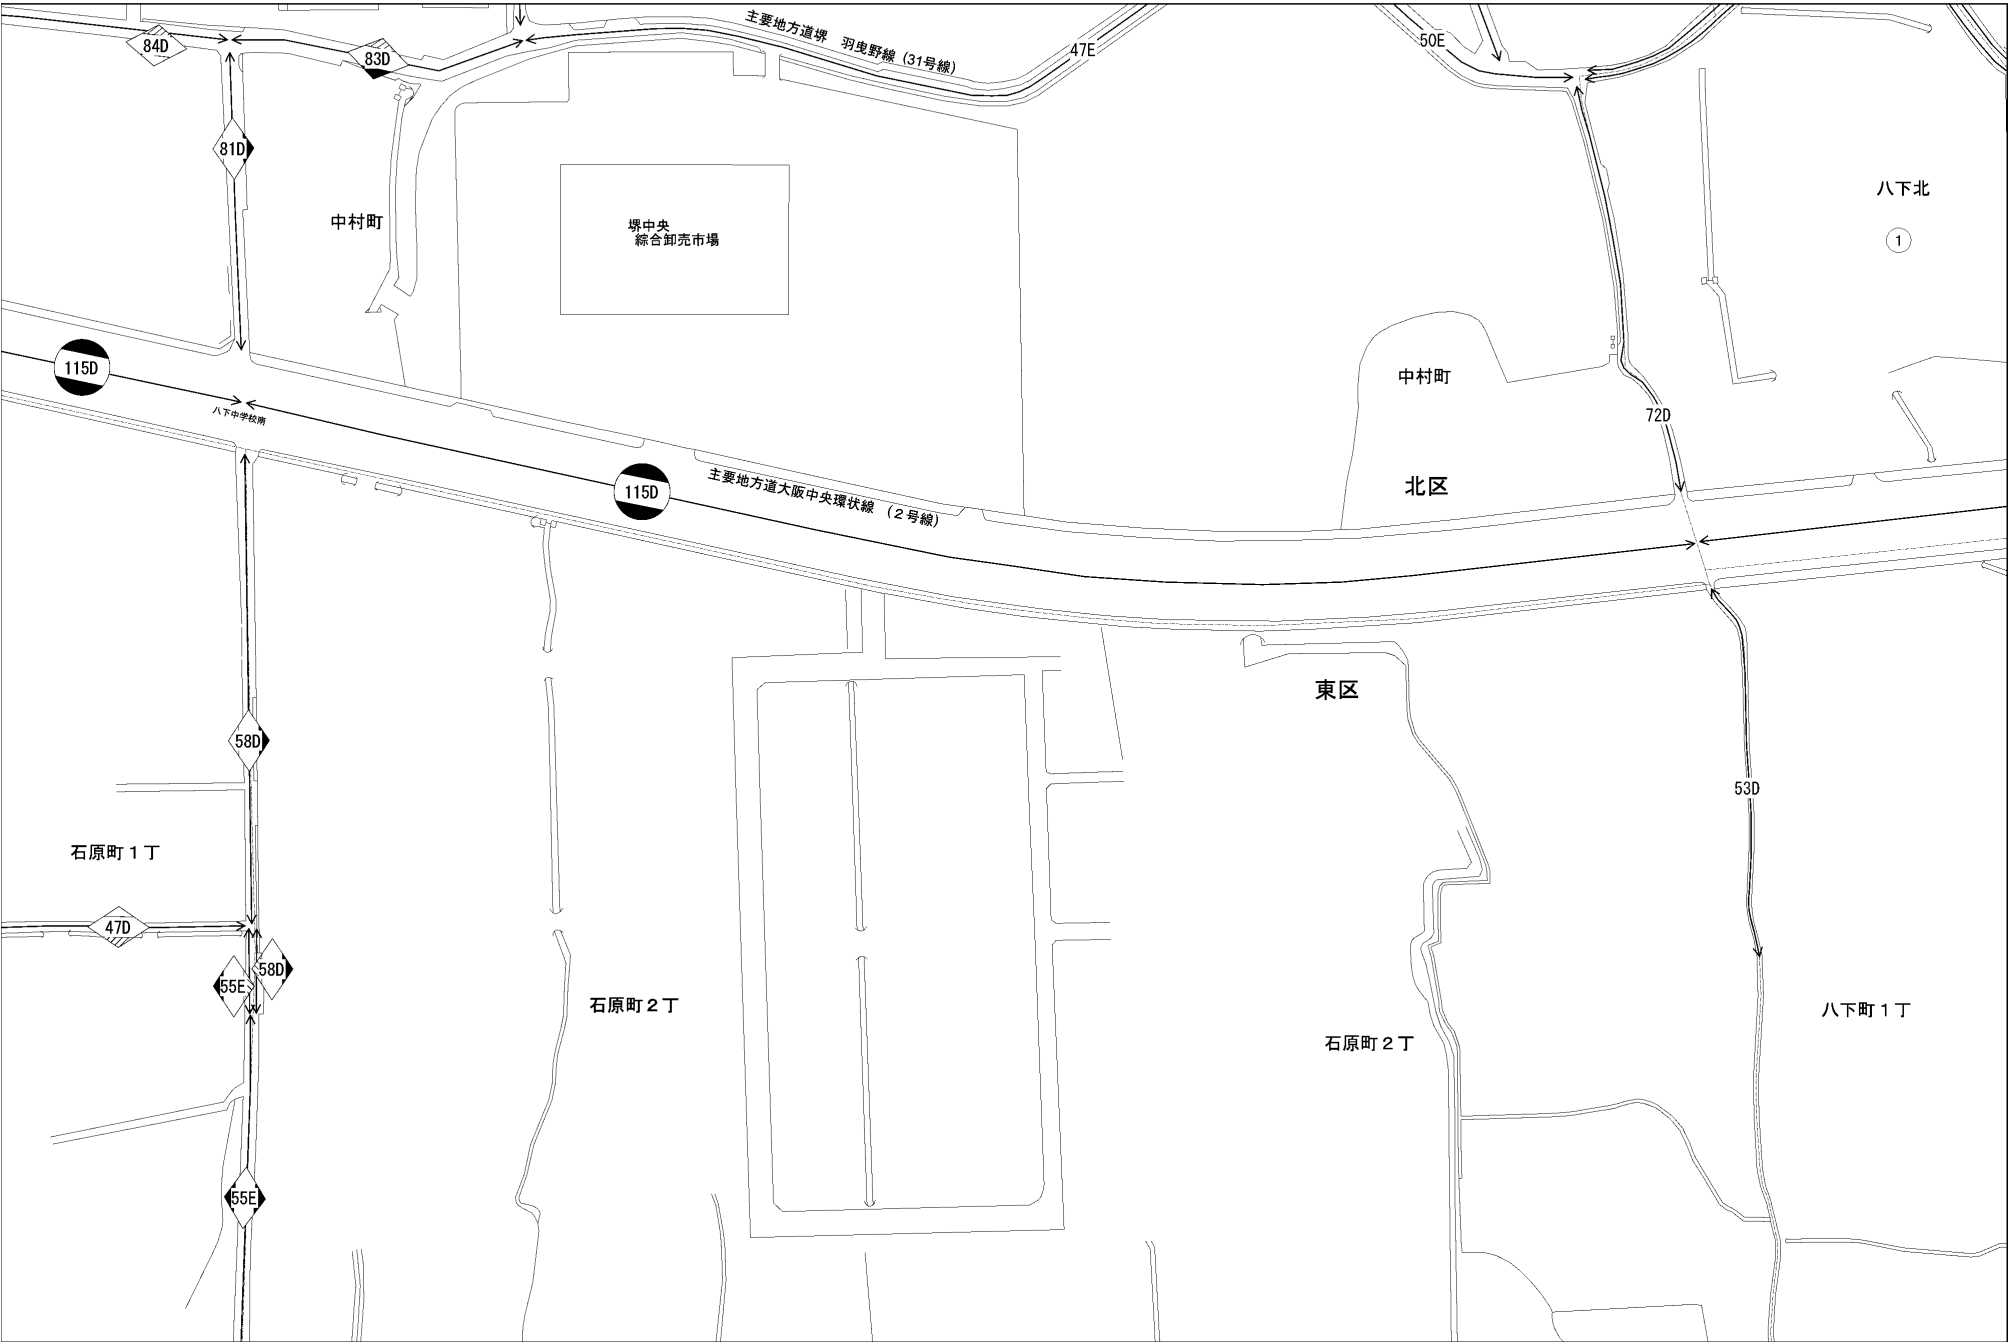 84D
83D
主要地方道堺　羽曳野線（31号線）
47E
50E
81D
中村町
堺中央
綜合卸売市場
八下北
1
115D
八下中学校南
中村町
72D
115D
主要地方道大阪中央環状線　（２号線）
北区
東区
58D
53D
石原町１丁
47D
58D
55E
石原町２丁
石原町２丁
八下町１丁
55E